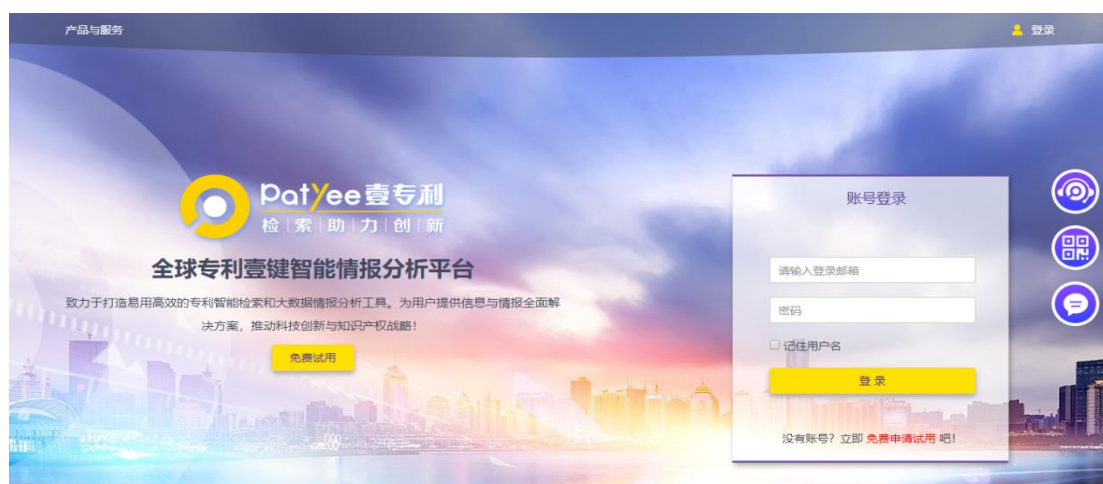 产品与服务
登录
Patyee壹专利
检索助力创新
全球专利壹键智能情报分析平台
致力于打造易用高效的专利智能检索和大数据情报分析工具。为用户提供信息与情报全面解
决方案，推动科技创新与知识产权战略！
免费试用
账号登录
请输入登录邮箱
密码
记住用户名
登 录
没有账号？立即 免费申请试用 吧！